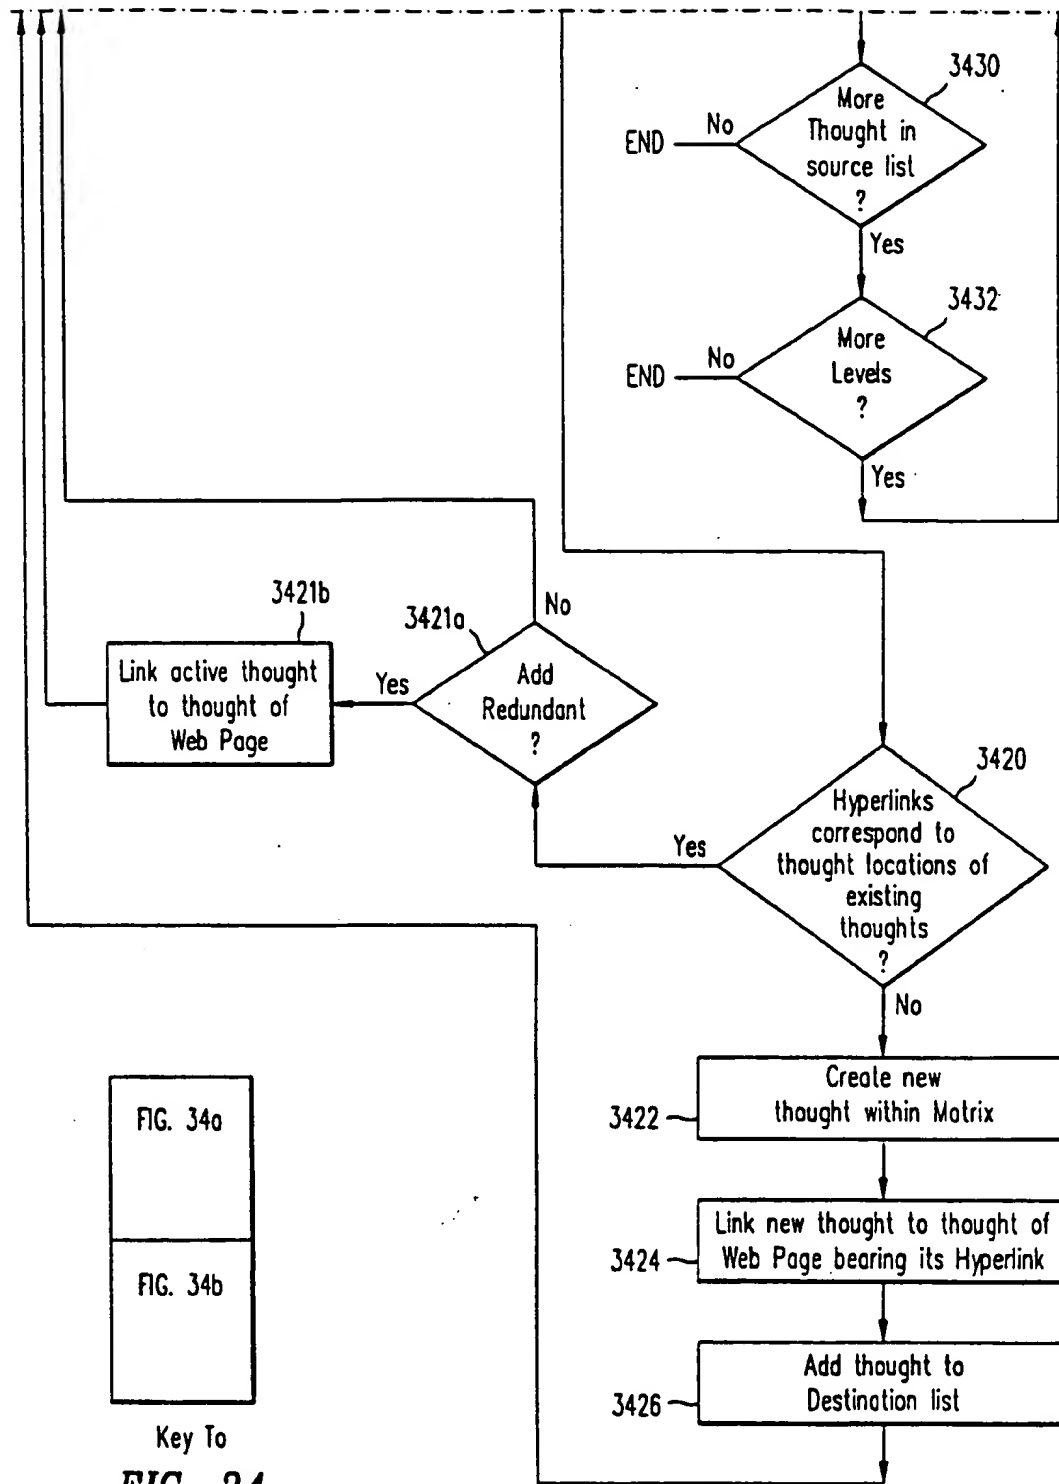 3430
More
Thought in
source list
?
No
END
Yes
3432
More
Levels
?
No
END
Yes
3421b
Link active thought
to thought of
Web Page
Yes
3421a
No
Add
Redundant
?
3420
Hyperlinks
correspond to
thought locations of
existing
thoughts
?
Yes
No
Create new
thought within Matrix
3422
Link new thought to thought of
Web Page bearing its Hyperlink
3424
Add thought to
Destination list
3426
FIG. 34a
FIG. 34b
Key To
FIG. 34